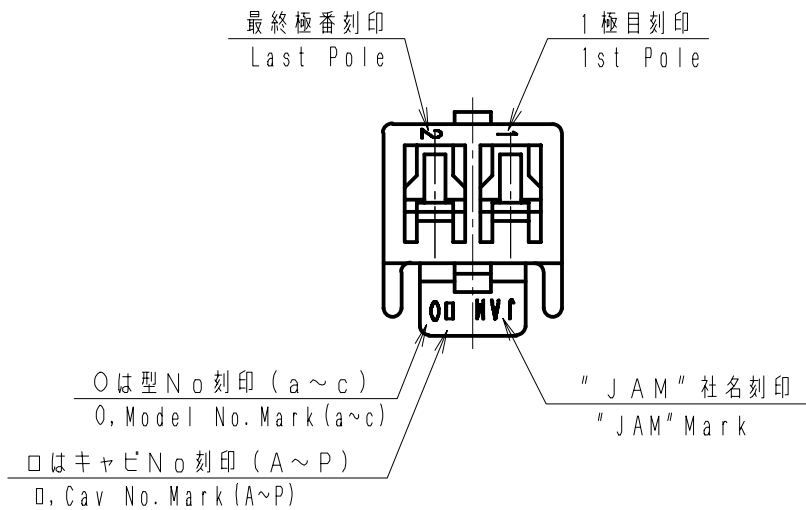 最終極番刻印
Last Pole
1極目刻印
1st Pole
2
1
○□ JAM
○は型No刻印(a～c)
○,Model No.Mark(a~c)
"JAM"社名刻印
"JAM"Mark
□はキャビNo刻印(A～P)
□,Cav No.Mark(A~P)